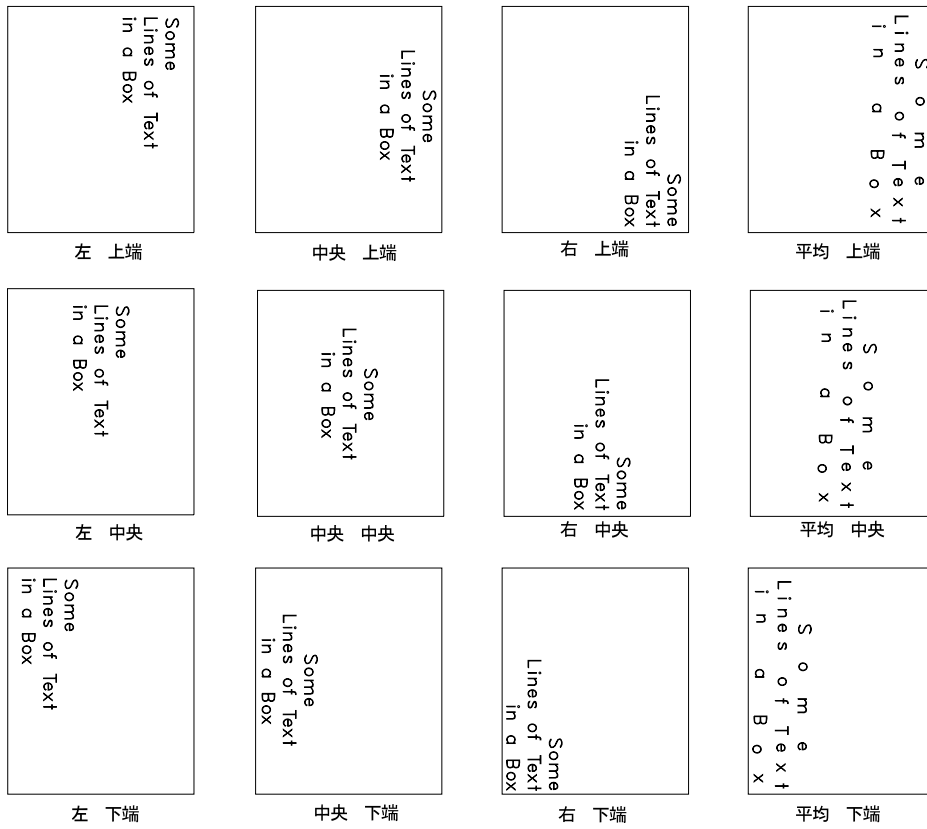 Some
Lines of Text
in a Box
左 上端
Some
Lines of Text
in a Box
中央 上端
Some
Lines of Text
in a Box
右 上端
Some
Lines of Text
in a Box
平均 上端
Some
Lines of Text
in a Box
左 中央
Some
Lines of Text
in a Box
中央 中央
Some
Lines of Text
in a Box
右 中央
Some
Lines of Text
in a Box
平均 中央
Some
Lines of Text
in a Box
左 下端
Some
Lines of Text
in a Box
中央 下端
Some
Lines of Text
in a Box
右 下端
Some
Lines of Text
in a Box
平均 下端